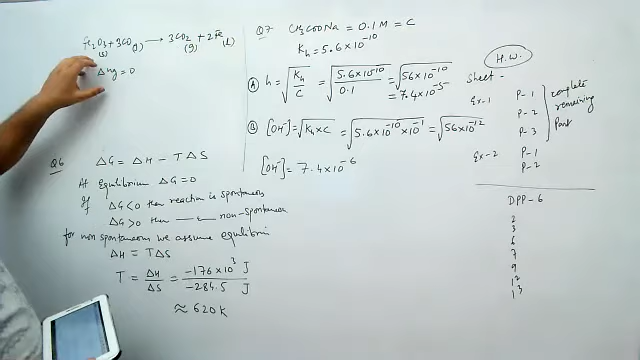 Fe2O3 + 3CO(g) → 3CO2 + 2Fe
(s) (g) (l)
Δng = 0
Q6 ΔG = ΔH - TΔS
At Equilibrium ΔG = 0
If ΔG < 0 then reaction is spontaneous
ΔG > 0 then —— " —— non-spontaneous
for non spontaneous we assume equilibrium
ΔH = TΔS
T = ΔH/ΔS = -176 × 10³ J / -284.5 J
≈ 620 K
Q7 CH3COONa = 0.1 M = C
Kh = 5.6 × 10⁻¹⁰
(A) h = √(Kh/C) = √(5.6 × 10⁻¹⁰/0.1) = √(56 × 10⁻¹⁰)
= 7.4 × 10⁻⁵
(B) [OH⁻] = √(Kh × C) = √(5.6 × 10⁻¹⁰ × 10⁻¹) = √(56 × 10⁻¹²)
[OH⁻] = 7.4 × 10⁻⁶
H.W.
Sheet -
Ex-1 P-1
P-2
P-3
complete
remaining
Part
Ex-2 P-1
P-2
DPP-6
2
3
6
7
9
12
13